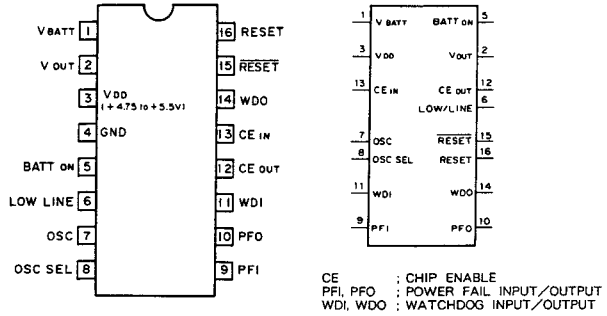 V BATT 1
V OUT 2
3 VDD
(+4.75 to +5.5V)
4 GND
BATT ON 5
LOW LINE 6
OSC 7
OSC SEL 8
16 RESET
15 RESET
14 WDO
13 CE IN
12 CE OUT
11 WDI
10 PFO
9 PFI
1 V BATT
3 VDD
13 CE IN
7 OSC
8 OSC SEL
11 WDI
9 PFI
BATT ON 5
VOUT 2
CE OUT 12
LOW/LINE 6
RESET 15
RESET 16
WDO 14
PFO 10
CE ; CHIP ENABLE
PFI, PFO ; POWER FAIL INPUT/OUTPUT
WDI, WDO ; WATCHDOG INPUT/OUTPUT